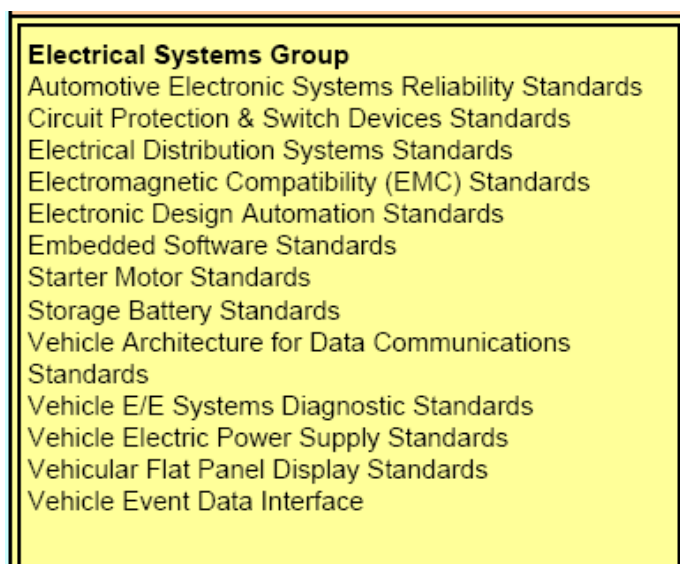 Electrical Systems Group
Automotive Electronic Systems Reliability Standards
Circuit Protection & Switch Devices Standards
Electrical Distribution Systems Standards
Electromagnetic Compatibility (EMC) Standards
Electronic Design Automation Standards
Embedded Software Standards
Starter Motor Standards
Storage Battery Standards
Vehicle Architecture for Data Communications
Standards
Vehicle E/E Systems Diagnostic Standards
Vehicle Electric Power Supply Standards
Vehicular Flat Panel Display Standards
Vehicle Event Data Interface